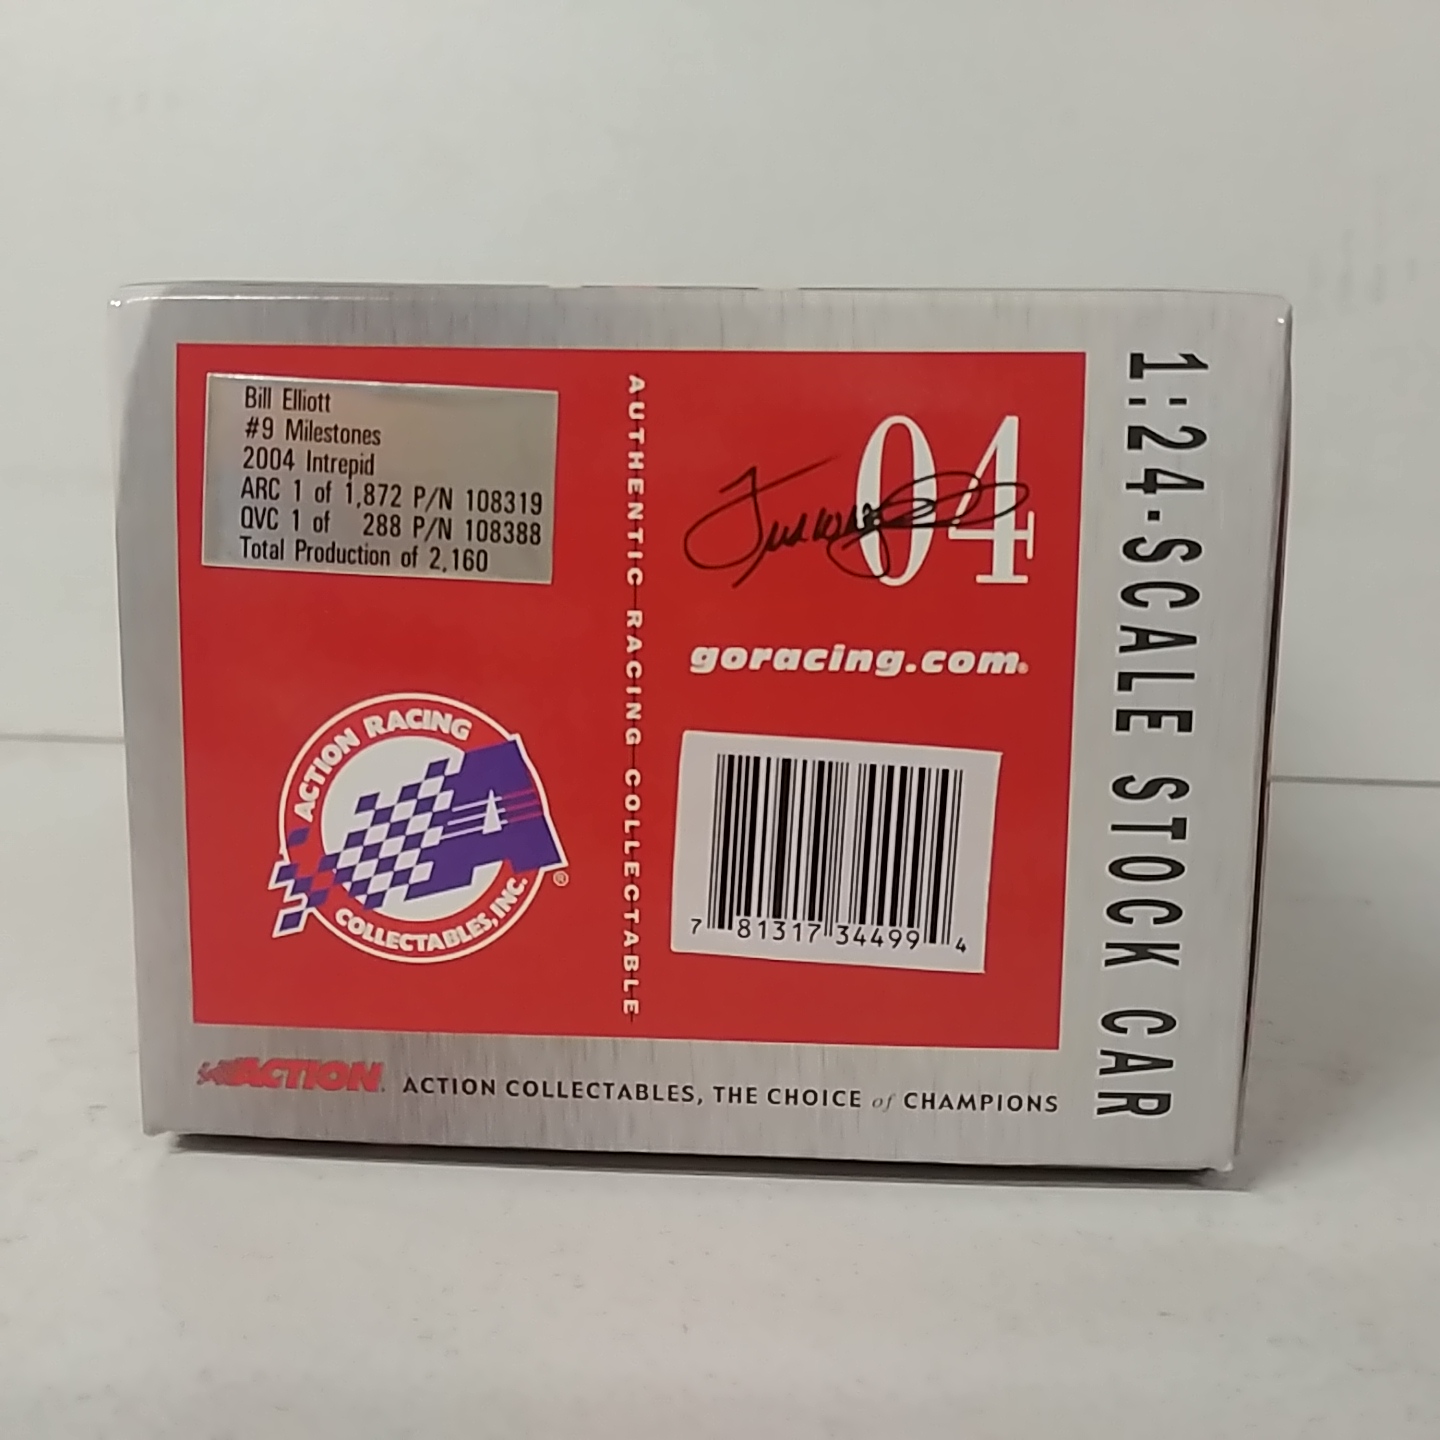 Bill Elliott
#9 Milestones
2004 Intrepid
ARC 1 of 1,872 P/N 108319
QVC 1 of 288 P/N 108388
Total Production of 2,160
ACTION RACING
COLLECTABLES, INC.
®
AUTHENTIC RACING COLLECTABLE
04
goracing.com®
7 81317 34499 4
1:24-SCALE STOCK CAR
ACTION®
ACTION COLLECTABLES, THE CHOICE of CHAMPIONS